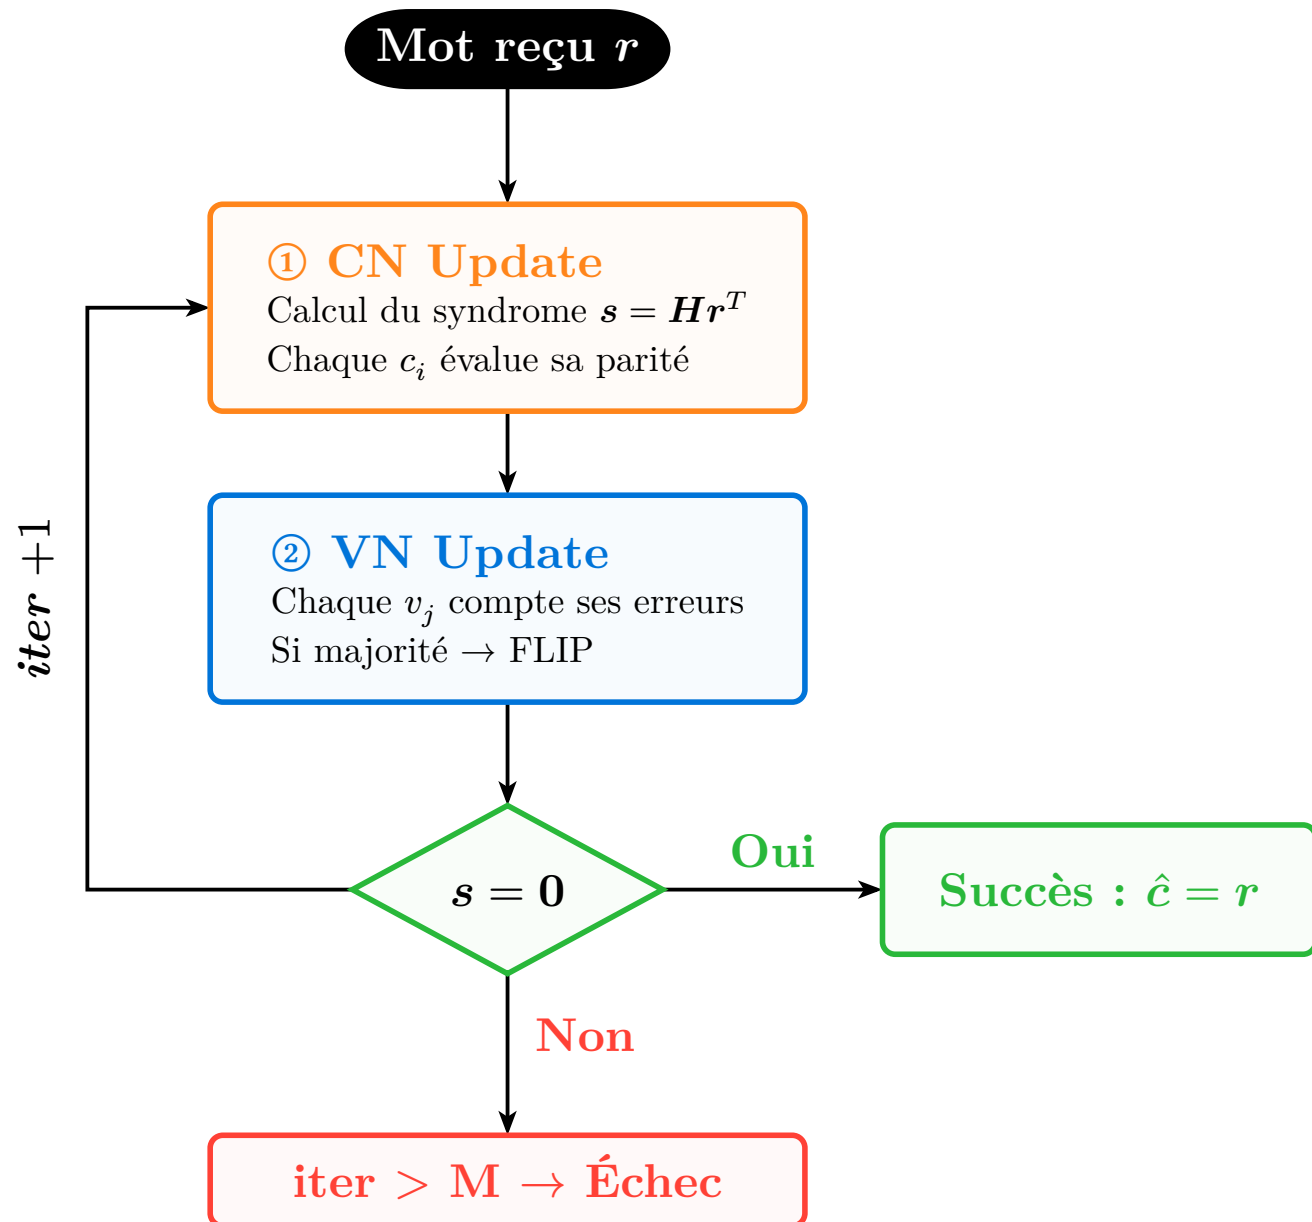 Mot reçu r
① CN Update
Calcul du syndrome s = Hr^T
Chaque c_i évalue sa parité
iter +1
② VN Update
Chaque v_j compte ses erreurs
Si majorité → FLIP
s = 0
Oui
Succès : ĉ = r
Non
iter > M → Échec